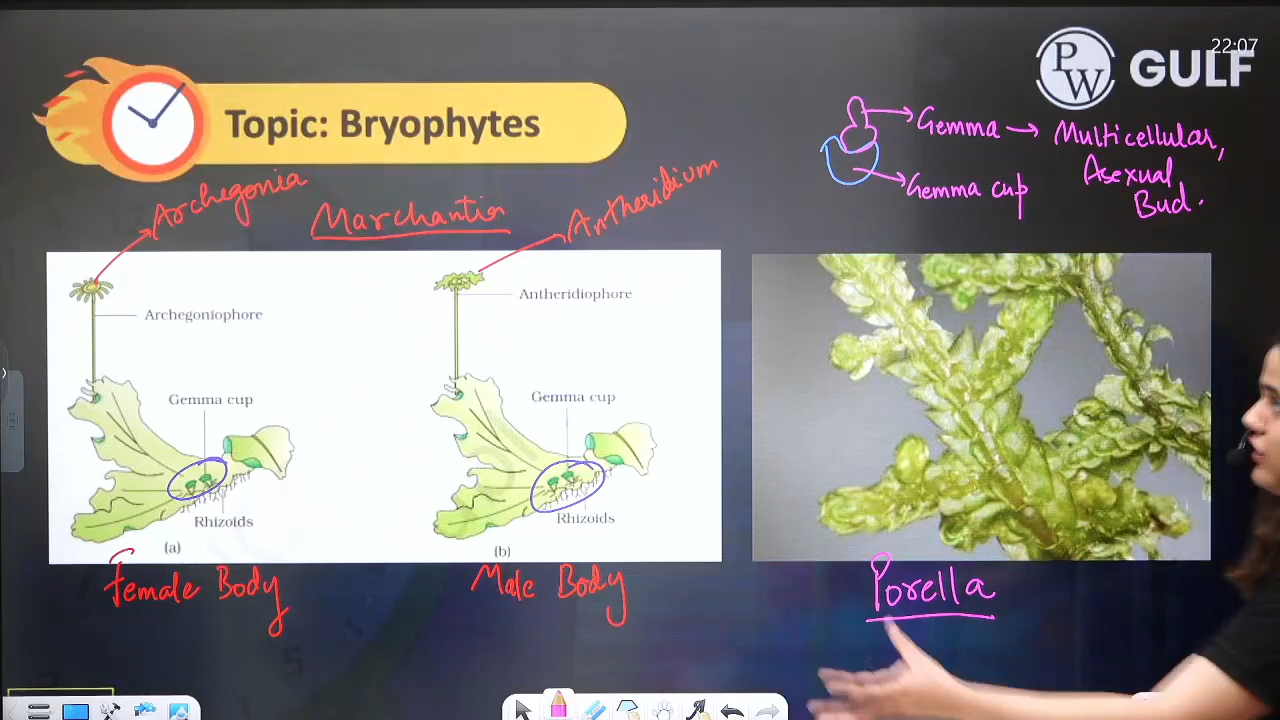 22:07
PW GULF
Topic: Bryophytes
Gemma → Multicellular,
Asexual
Bud.
Gemma cup
Archegonia
Marchantia
Antheridium
Archegoniophore
Antheridiophore
Gemma cup
Gemma cup
Rhizoids
Rhizoids
(a)
(b)
Female Body
Male Body
Porella